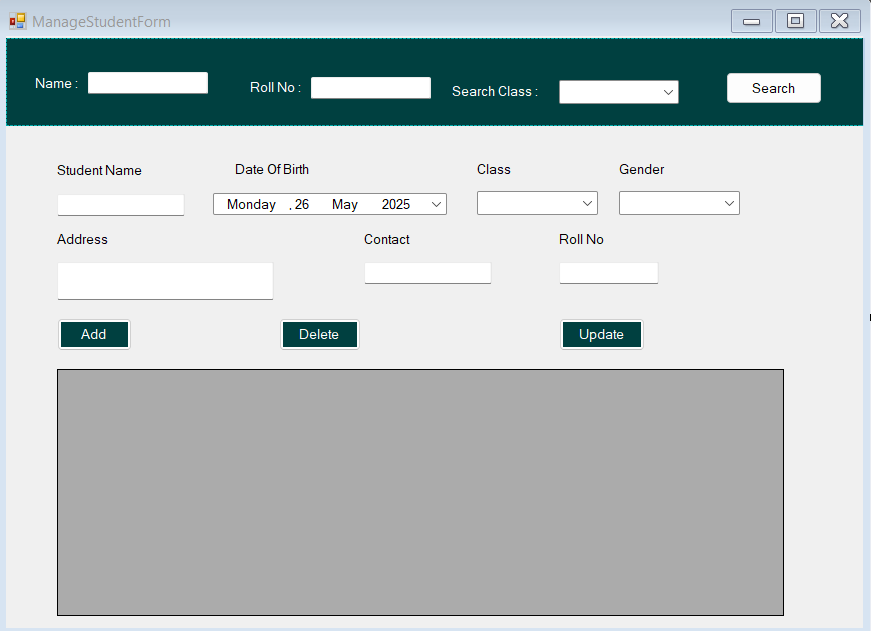 ManageStudentForm
Name :
Roll No :
Search Class :
Search
Student Name
Date Of Birth
Class
Gender
Monday , 26 May 2025
Address
Contact
Roll No
Add
Delete
Update